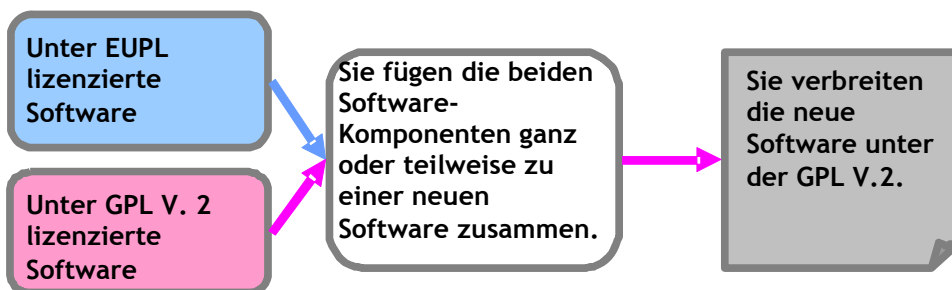 Unter EUPL
lizenzierte
Software
Unter GPL V. 2
lizenzierte
Software
Sie fügen die beiden
Software-
Komponenten ganz
oder teilweise zu
einer neuen
Software zusammen.
Sie verbreiten
die neue
Software unter
der GPL V.2.